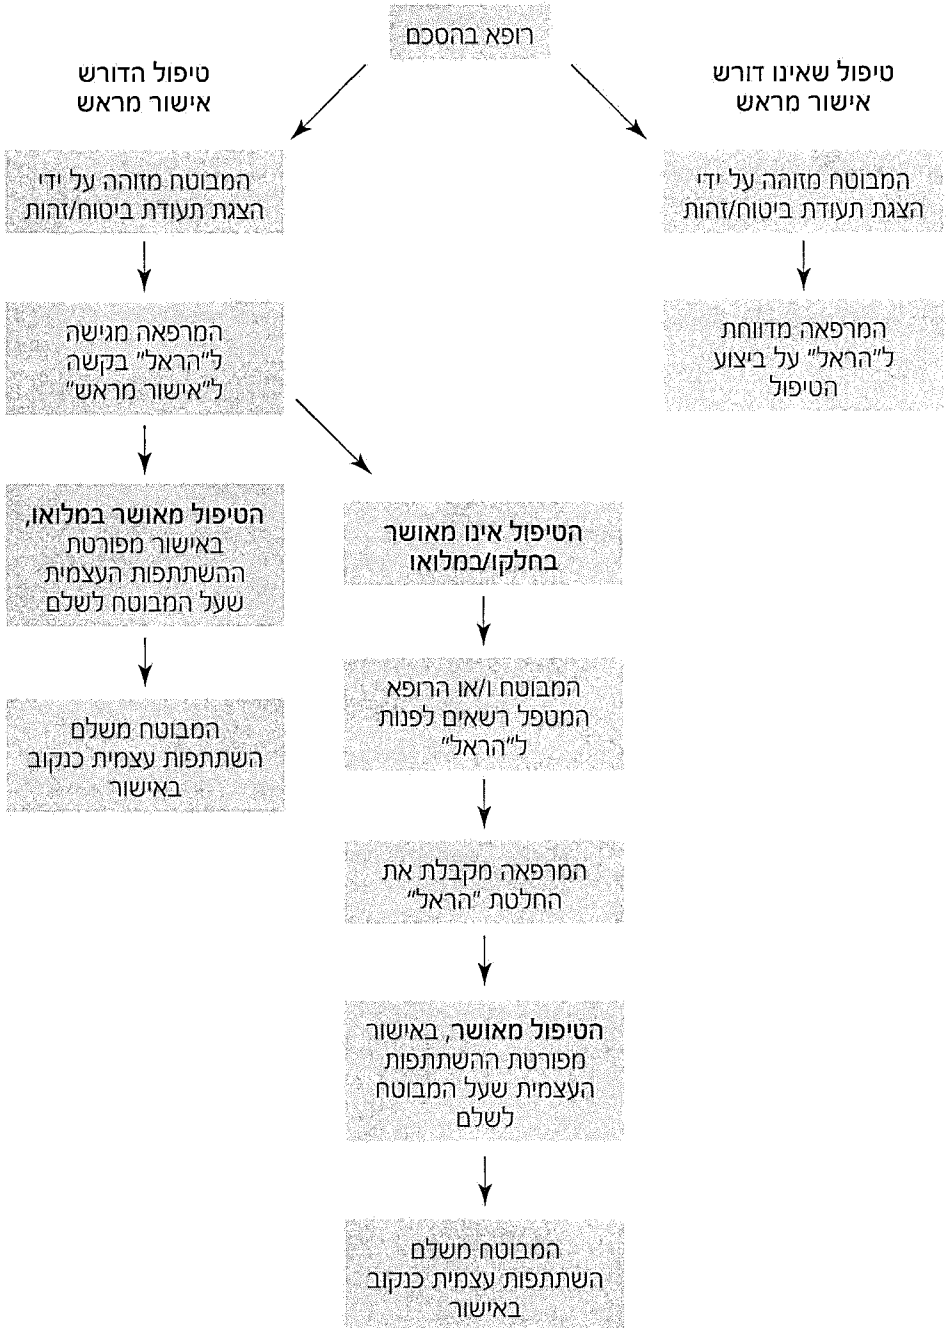 רופא בהסכם
טיפול שאינו דורש
אישור מראש
המבוטח מזוהה על ידי
הצגת תעודת ביטוח/זהות
המרפאה מדווחת
ל"הראל" על ביצוע
הטיפול
טיפול הדורש
אישור מראש
המבוטח מזוהה על ידי
הצגת תעודת ביטוח/זהות
המרפאה מגישה
ל"הראל" בקשה
ל"אישור מראש"
הטיפול מאושר במלואו,
באישור מפורטת
ההשתתפות העצמית
שעל המבוטח לשלם
המבוטח משלם
השתתפות עצמית כנקוב
באישור
הטיפול אינו מאושר
בחלקו/במלואו
המבוטח ו/או הרופא
המטפל רשאים לפנות
ל"הראל"
המרפאה מקבלת את
החלטת "הראל"
הטיפול מאושר, באישור
מפורטת ההשתתפות
העצמית שעל המבוטח
לשלם
המבוטח משלם
השתתפות עצמית כנקוב
באישור